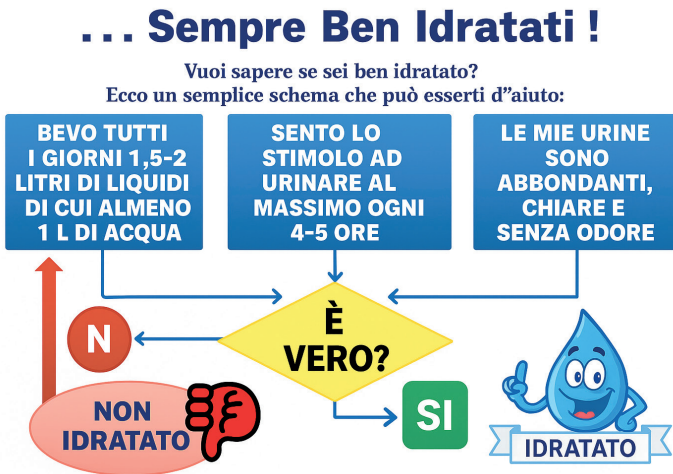 ... Sempre Ben Idratati !
Vuoi sapere se sei ben idratato?
Ecco un semplice schema che può esserti d"aiuto:
BEVO TUTTI
I GIORNI 1,5-2
LITRI DI LIQUIDI
DI CUI ALMENO
1 L DI ACQUA
SENTO LO
STIMOLO AD
URINARE AL
MASSIMO OGNI
4-5 ORE
LE MIE URINE
SONO
ABBONDANTI,
CHIARE E
SENZA ODORE
È
VERO?
N
NON
IDRATATO
SI
IDRATATO